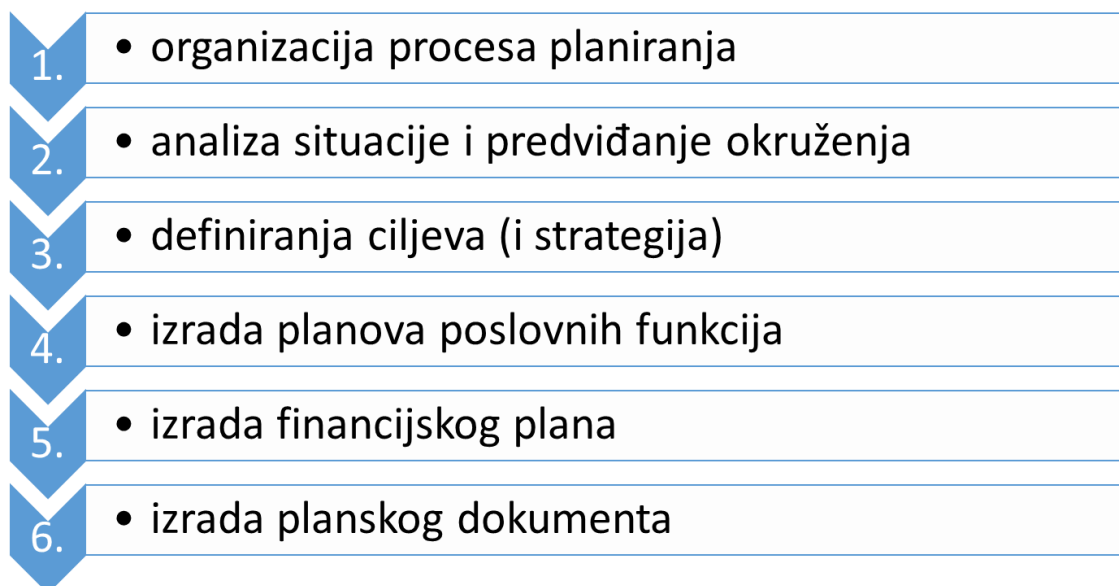 1. • organizacija procesa planiranja
2. • analiza situacije i predviđanje okruženja
3. • definiranja ciljeva (i strategija)
4. • izrada planova poslovnih funkcija
5. • izrada financijskog plana
6. • izrada planskog dokumenta